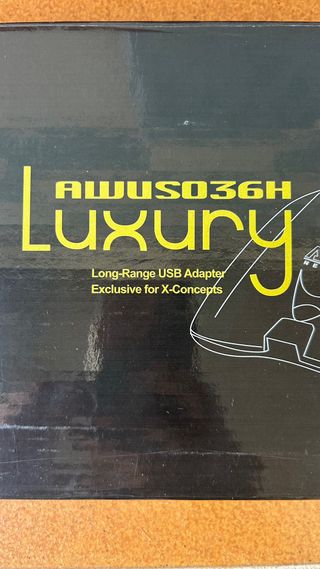 AWUS036H
Luxury
Long-Range USB Adapter
Exclusive for X-Concepts